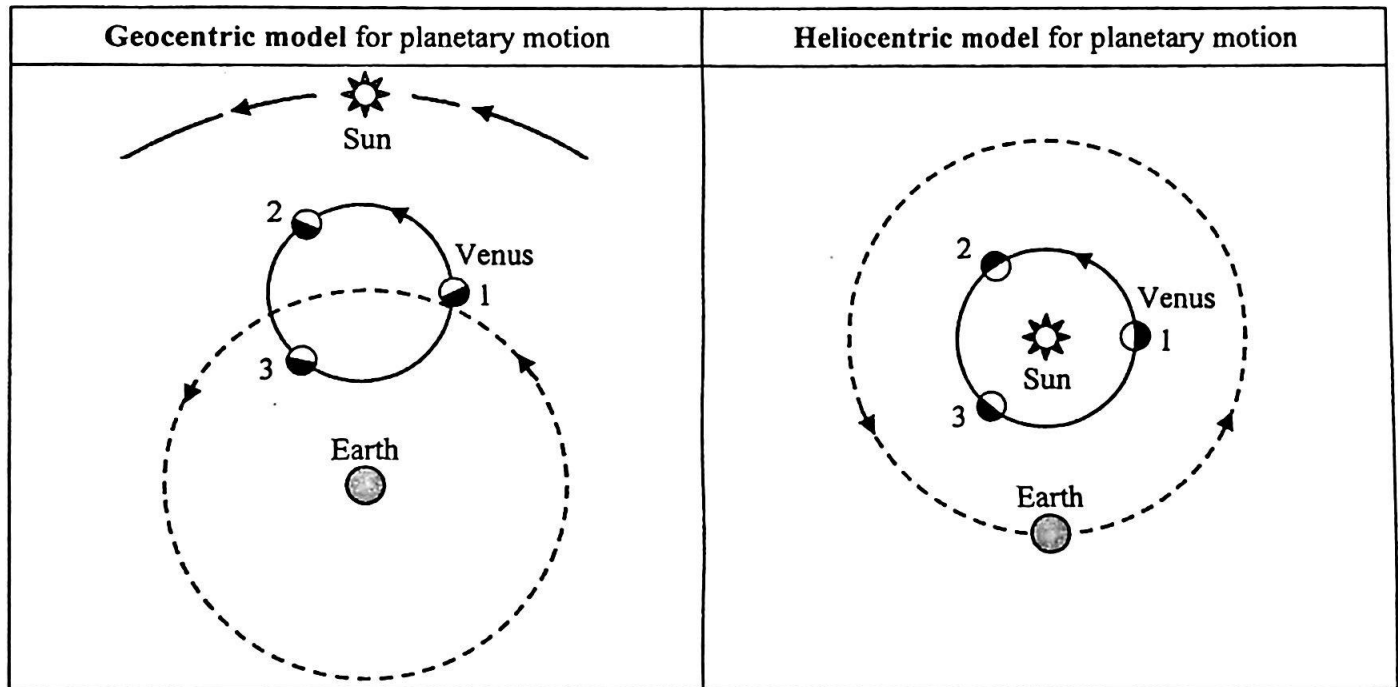 Geocentric model for planetary motion
Sun
2
Venus
1
3
Earth
Heliocentric model for planetary motion
2
Venus
1
Sun
3
Earth